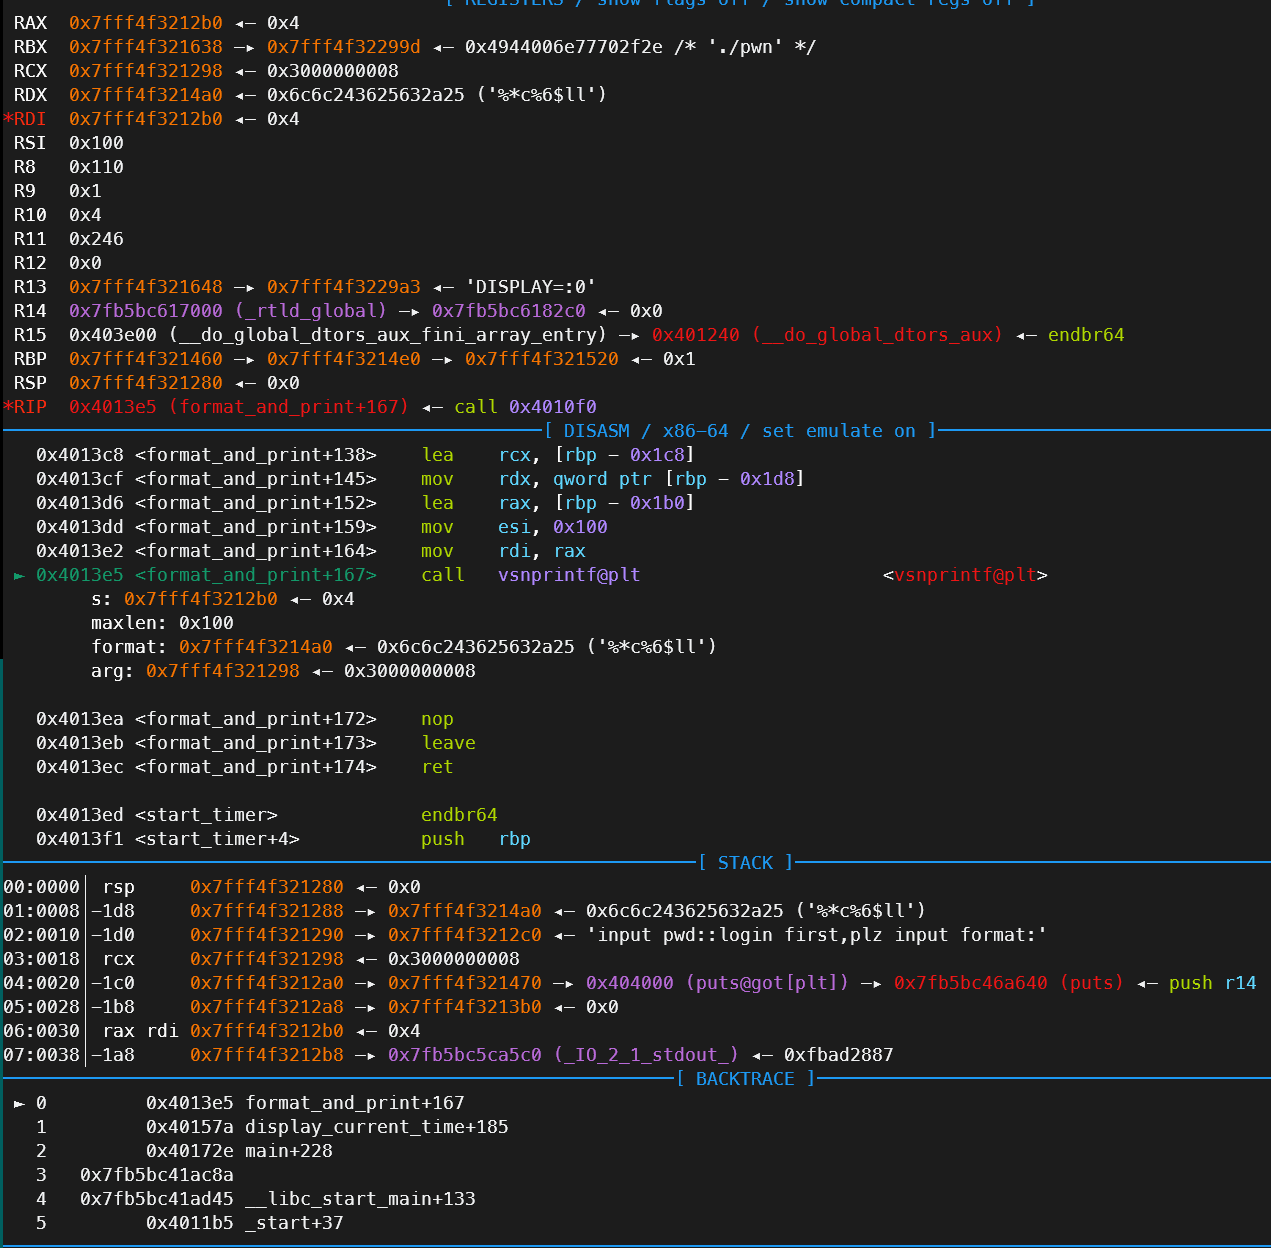 [ REGISTERS / show-flags off / show-compact-regs off ]
RAX  0x7fff4f3212b0 ◂— 0x4
RBX  0x7fff4f321638 —▸ 0x7fff4f32299d ◂— 0x4944006e77702f2e /* './pwn' */
RCX  0x7fff4f321298 ◂— 0x3000000008
RDX  0x7fff4f3214a0 ◂— 0x6c6c243625632a25 ('%*c%6$ll')
*RDI  0x7fff4f3212b0 ◂— 0x4
RSI  0x100
R8   0x110
R9   0x1
R10  0x4
R11  0x246
R12  0x0
R13  0x7fff4f321648 —▸ 0x7fff4f3229a3 ◂— 'DISPLAY=:0'
R14  0x7fb5bc617000 (_rtld_global) —▸ 0x7fb5bc6182c0 ◂— 0x0
R15  0x403e00 (__do_global_dtors_aux_fini_array_entry) —▸ 0x401240 (__do_global_dtors_aux) ◂— endbr64
RBP  0x7fff4f321460 —▸ 0x7fff4f3214e0 —▸ 0x7fff4f321520 ◂— 0x1
RSP  0x7fff4f321280 ◂— 0x0
*RIP  0x4013e5 (format_and_print+167) ◂— call 0x4010f0
[ DISASM / x86-64 / set emulate on ]
0x4013c8 <format_and_print+138>    lea    rcx, [rbp - 0x1c8]
0x4013cf <format_and_print+145>    mov    rdx, qword ptr [rbp - 0x1d8]
0x4013d6 <format_and_print+152>    lea    rax, [rbp - 0x1b0]
0x4013dd <format_and_print+159>    mov    esi, 0x100
0x4013e2 <format_and_print+164>    mov    rdi, rax
► 0x4013e5 <format_and_print+167>    call   vsnprintf@plt                      <vsnprintf@plt>
s: 0x7fff4f3212b0 ◂— 0x4
maxlen: 0x100
format: 0x7fff4f3214a0 ◂— 0x6c6c243625632a25 ('%*c%6$ll')
arg: 0x7fff4f321298 ◂— 0x3000000008
0x4013ea <format_and_print+172>    nop
0x4013eb <format_and_print+173>    leave
0x4013ec <format_and_print+174>    ret
0x4013ed <start_timer>             endbr64
0x4013f1 <start_timer+4>           push   rbp
[ STACK ]
00:0000│ rsp     0x7fff4f321280 ◂— 0x0
01:0008│-1d8     0x7fff4f321288 —▸ 0x7fff4f3214a0 ◂— 0x6c6c243625632a25 ('%*c%6$ll')
02:0010│-1d0     0x7fff4f321290 —▸ 0x7fff4f3212c0 ◂— 'input pwd::login first,plz input format:'
03:0018│ rcx     0x7fff4f321298 ◂— 0x3000000008
04:0020│-1c0     0x7fff4f3212a0 —▸ 0x7fff4f321470 —▸ 0x404000 (puts@got[plt]) —▸ 0x7fb5bc46a640 (puts) ◂— push r14
05:0028│-1b8     0x7fff4f3212a8 —▸ 0x7fff4f3213b0 ◂— 0x0
06:0030│ rax rdi 0x7fff4f3212b0 ◂— 0x4
07:0038│-1a8     0x7fff4f3212b8 —▸ 0x7fb5bc5ca5c0 (_IO_2_1_stdout_) ◂— 0xfbad2887
[ BACKTRACE ]
► 0         0x4013e5 format_and_print+167
1         0x40157a display_current_time+185
2         0x40172e main+228
3   0x7fb5bc41ac8a
4   0x7fb5bc41ad45 __libc_start_main+133
5         0x4011b5 _start+37